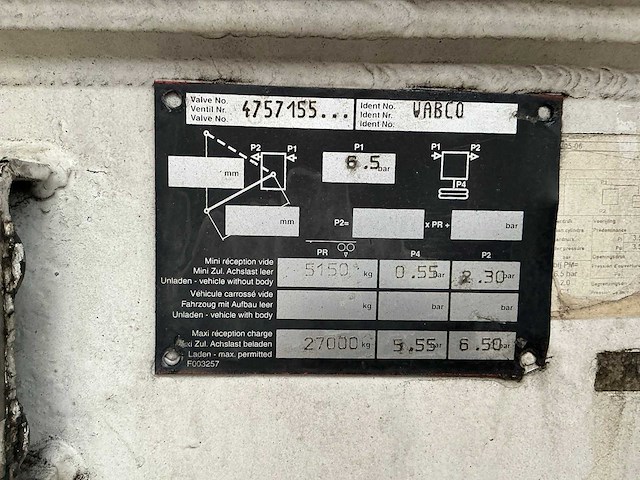 Valve No.
Ventil Nr.
Valve No.
4757155...
Ident No.
Ident Nr.
Ident No.
WABCO
P2 P1
mm
mm
P1
6.5 bar
P1 P2
P4
P2= x PR + bar
PR P4 P2
Mini réception vide
Mini Zul. Achslast leer
Unladen - vehicle without body
5150 kg 0.55 bar 2.30 bar
Véhicule carrossé vide
Fahrzoug mit Aufbau leer
Unladen - vehicle with body
kg bar bar
Maxi réception charge
Maxi Zul. Achslast beladen
Laden - max. permitted
27000 kg 5.55 bar 6.50 bar
F003257